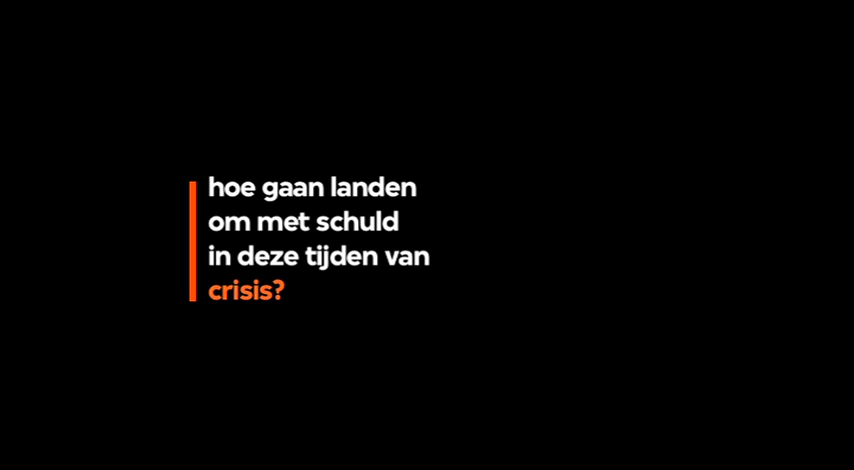 hoe gaan landen
om met schuld
in deze tijden van
crisis?